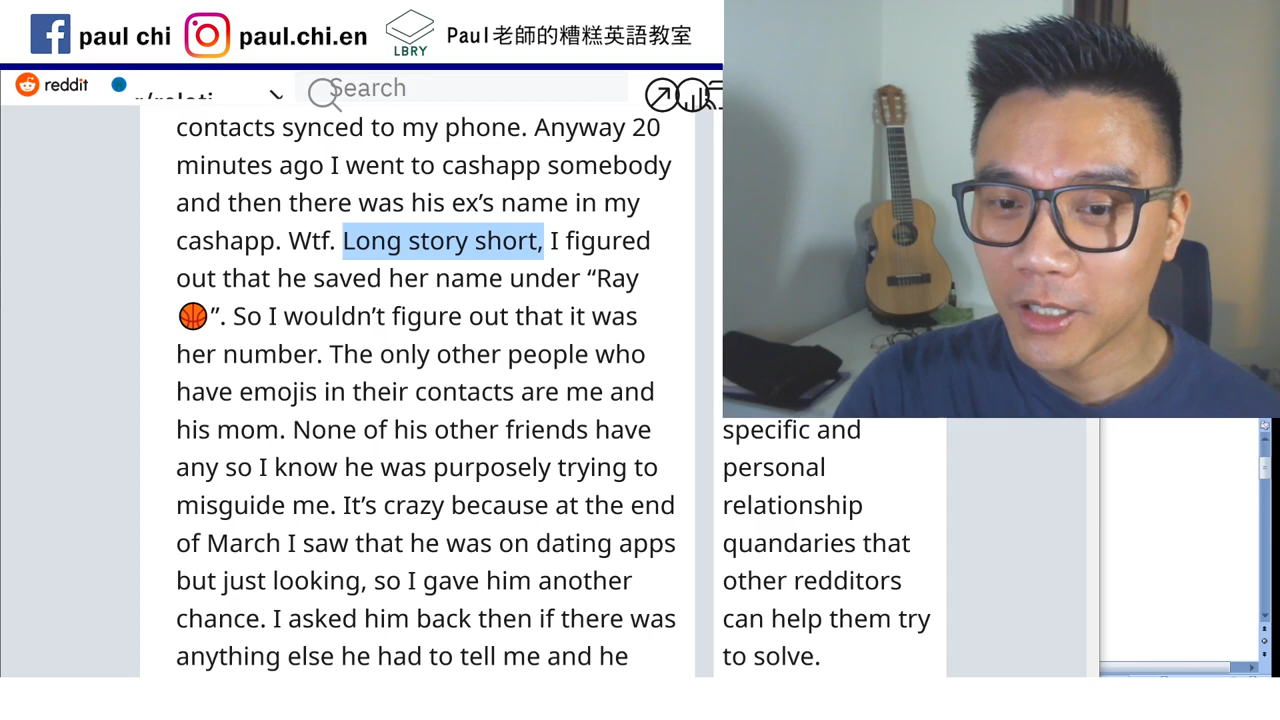 paul chi
paul.chi.en
LBRY
Paul老師的糟糕英語教室
reddit
Search
contacts synced to my phone. Anyway 20
minutes ago I went to cashapp somebody
and then there was his ex’s name in my
cashapp. Wtf. Long story short, I figured
out that he saved her name under “Ray
🏀”. So I wouldn’t figure out that it was
her number. The only other people who
have emojis in their contacts are me and
his mom. None of his other friends have
any so I know he was purposely trying to
misguide me. It’s crazy because at the end
of March I saw that he was on dating apps
but just looking, so I gave him another
chance. I asked him back then if there was
anything else he had to tell me and he
specific and
personal
relationship
quandaries that
other redditors
can help them try
to solve.